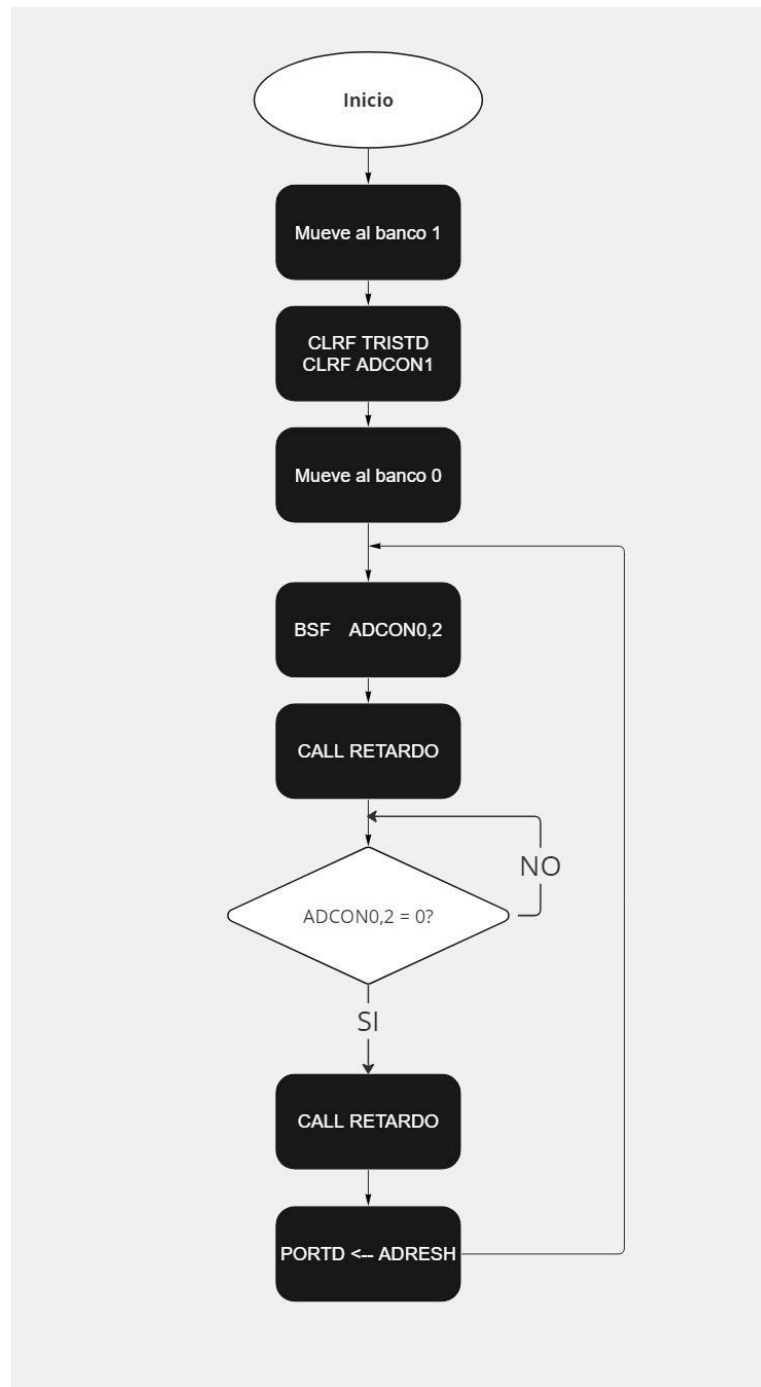 Inicio
Mueve al banco 1
CLRF TRISTD
CLRF ADCON1
Mueve al banco 0
BSF ADCON0,2
CALL RETARDO
NO
ADCON0,2 = 0?
SI
CALL RETARDO
PORTD <-- ADRESH